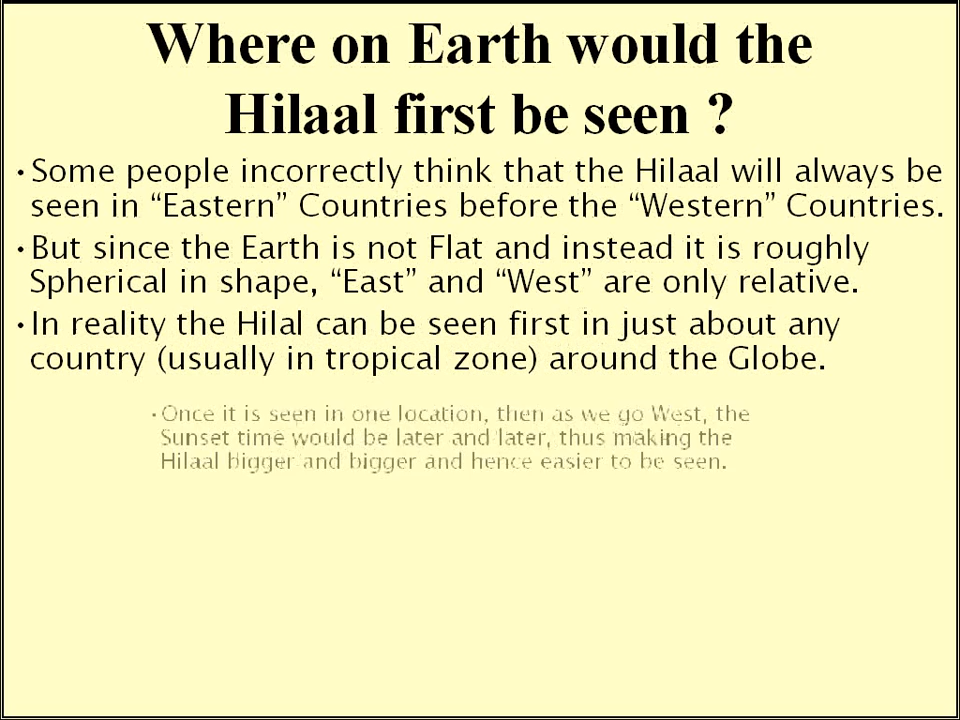 Where on Earth would the
Hilaal first be seen ?
•Some people incorrectly think that the Hilaal will always be
seen in “Eastern” Countries before the “Western” Countries.
•But since the Earth is not Flat and instead it is roughly
Spherical in shape, “East” and “West” are only relative.
•In reality the Hilal can be seen first in just about any
country (usually in tropical zone) around the Globe.
•Once it is seen in one location, then as we go West, the
Sunset time would be later and later, thus making the
Hilaal bigger and bigger and hence easier to be seen.